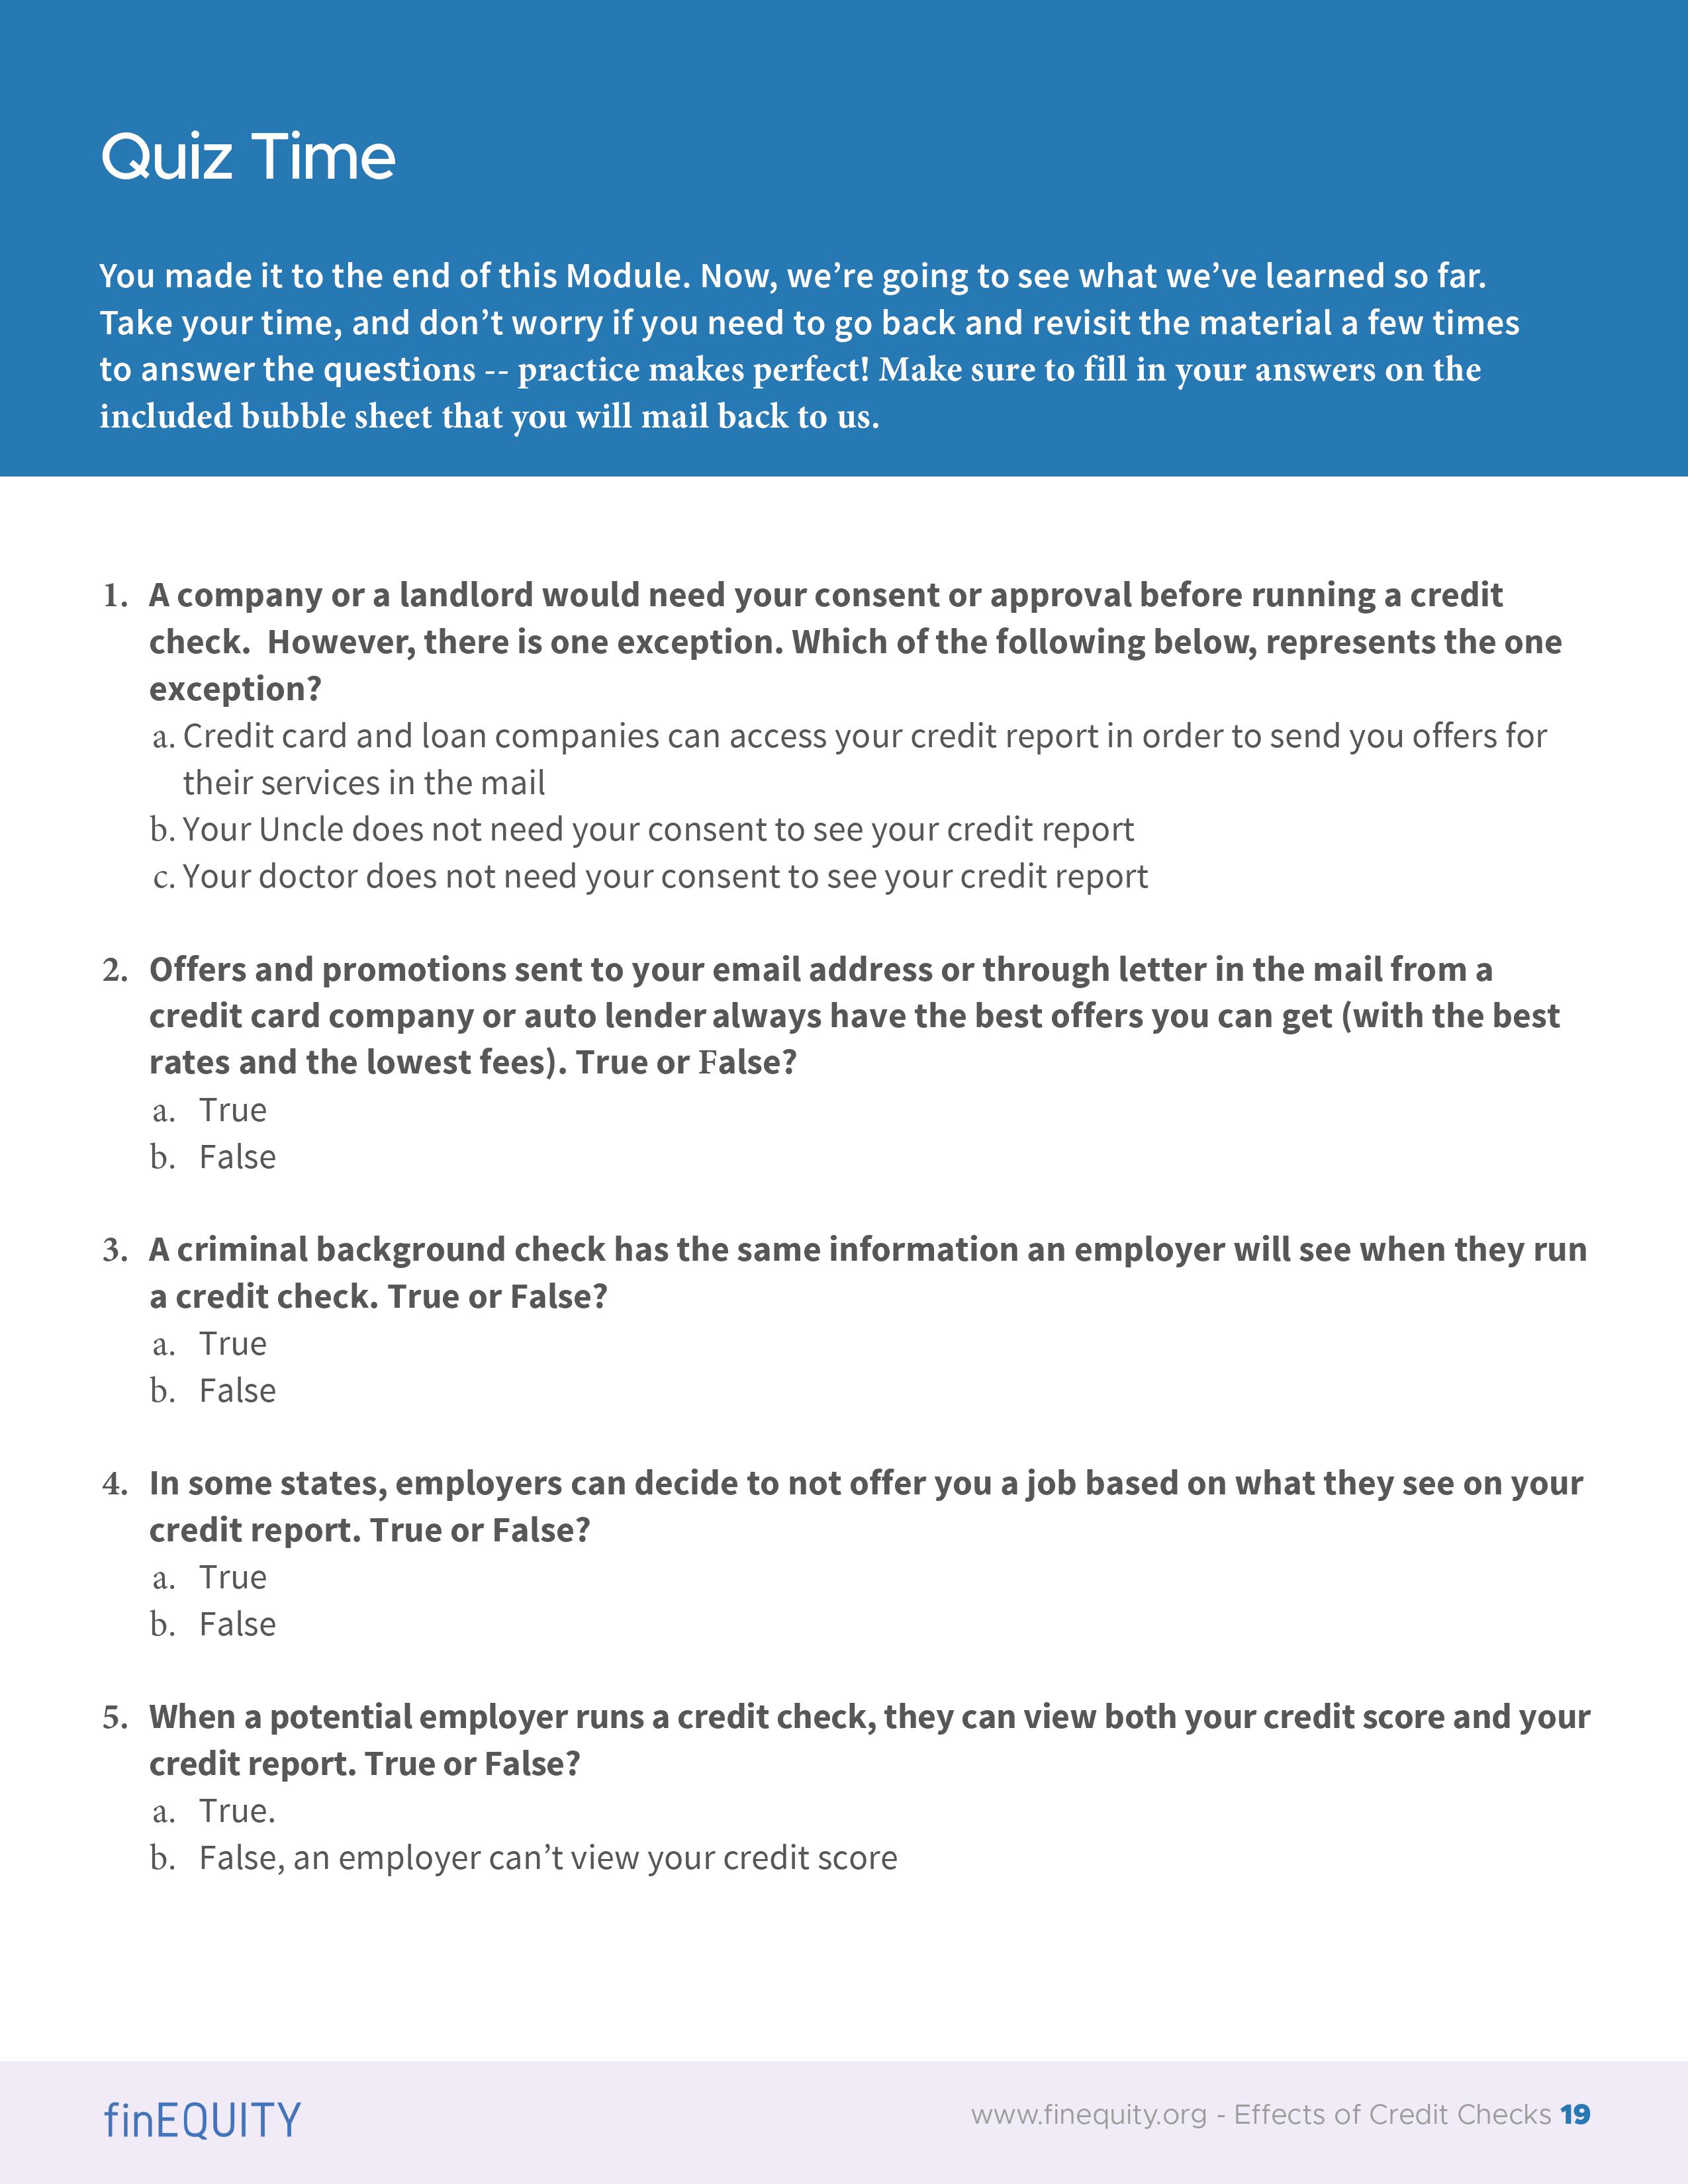 Quiz Time
You made it to the end of this Module. Now, we’re going to see what we’ve learned so far.
Take your time, and don’t worry if you need to go back and revisit the material a few times
to answer the questions -- practice makes perfect! Make sure to fill in your answers on the
included bubble sheet that you will mail back to us.
1. A company or a landlord would need your consent or approval before running a credit
check.  However, there is one exception. Which of the following below, represents the one
exception?
a. Credit card and loan companies can access your credit report in order to send you offers for
their services in the mail
b. Your Uncle does not need your consent to see your credit report
c. Your doctor does not need your consent to see your credit report
2. Offers and promotions sent to your email address or through letter in the mail from a
credit card company or auto lender always have the best offers you can get (with the best
rates and the lowest fees). True or False?
a. True
b. False
3. A criminal background check has the same information an employer will see when they run
a credit check. True or False?
a. True
b. False
4. In some states, employers can decide to not offer you a job based on what they see on your
credit report. True or False?
a. True
b. False
5. When a potential employer runs a credit check, they can view both your credit score and your
credit report. True or False?
a. True.
b. False, an employer can’t view your credit score
finEQUITY
www.finequity.org - Effects of Credit Checks 19